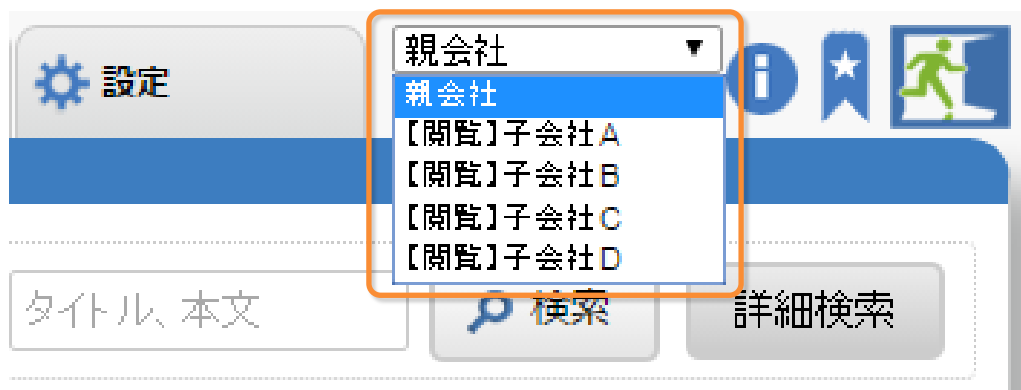 設定
親会社
親会社
【閲覧】子会社A
【閲覧】子会社B
【閲覧】子会社C
【閲覧】子会社D
タイトル、本文
検索
詳細検索